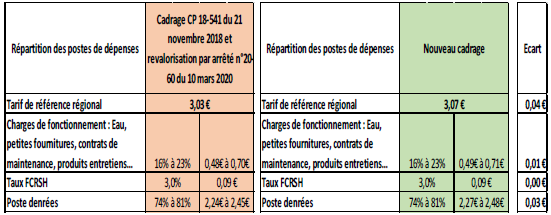 Répartition des postes de dépenses
Cadrage CP 18-541 du 21
novembre 2018 et
revalorisation par arrêté n°20-
60 du 10 mars 2020
Répartition des postes de dépenses
Nouveau cadrage
Ecart
Tarif de référence régional
3,03 €
Tarif de référence régional
3,07 €
0,04 €
Charges de fonctionnement : Eau,
petites fournitures, contrats de
maintenance, produits entretiens...
16% à 23%
0,48€ à 0,70€
Charges de fonctionnement : Eau,
petites fournitures, contrats de
maintenance, produits entretiens...
16% à 23%
0,49€ à 0,71€
0,01 €
Taux FCRSH
3,0%
0,09 €
Taux FCRSH
3,0%
0,09 €
0,00 €
Poste denrées
74% à 81%
2,24€ à 2,45€
Poste denrées
74% à 81%
2,27€ à 2,48€
0,03 €